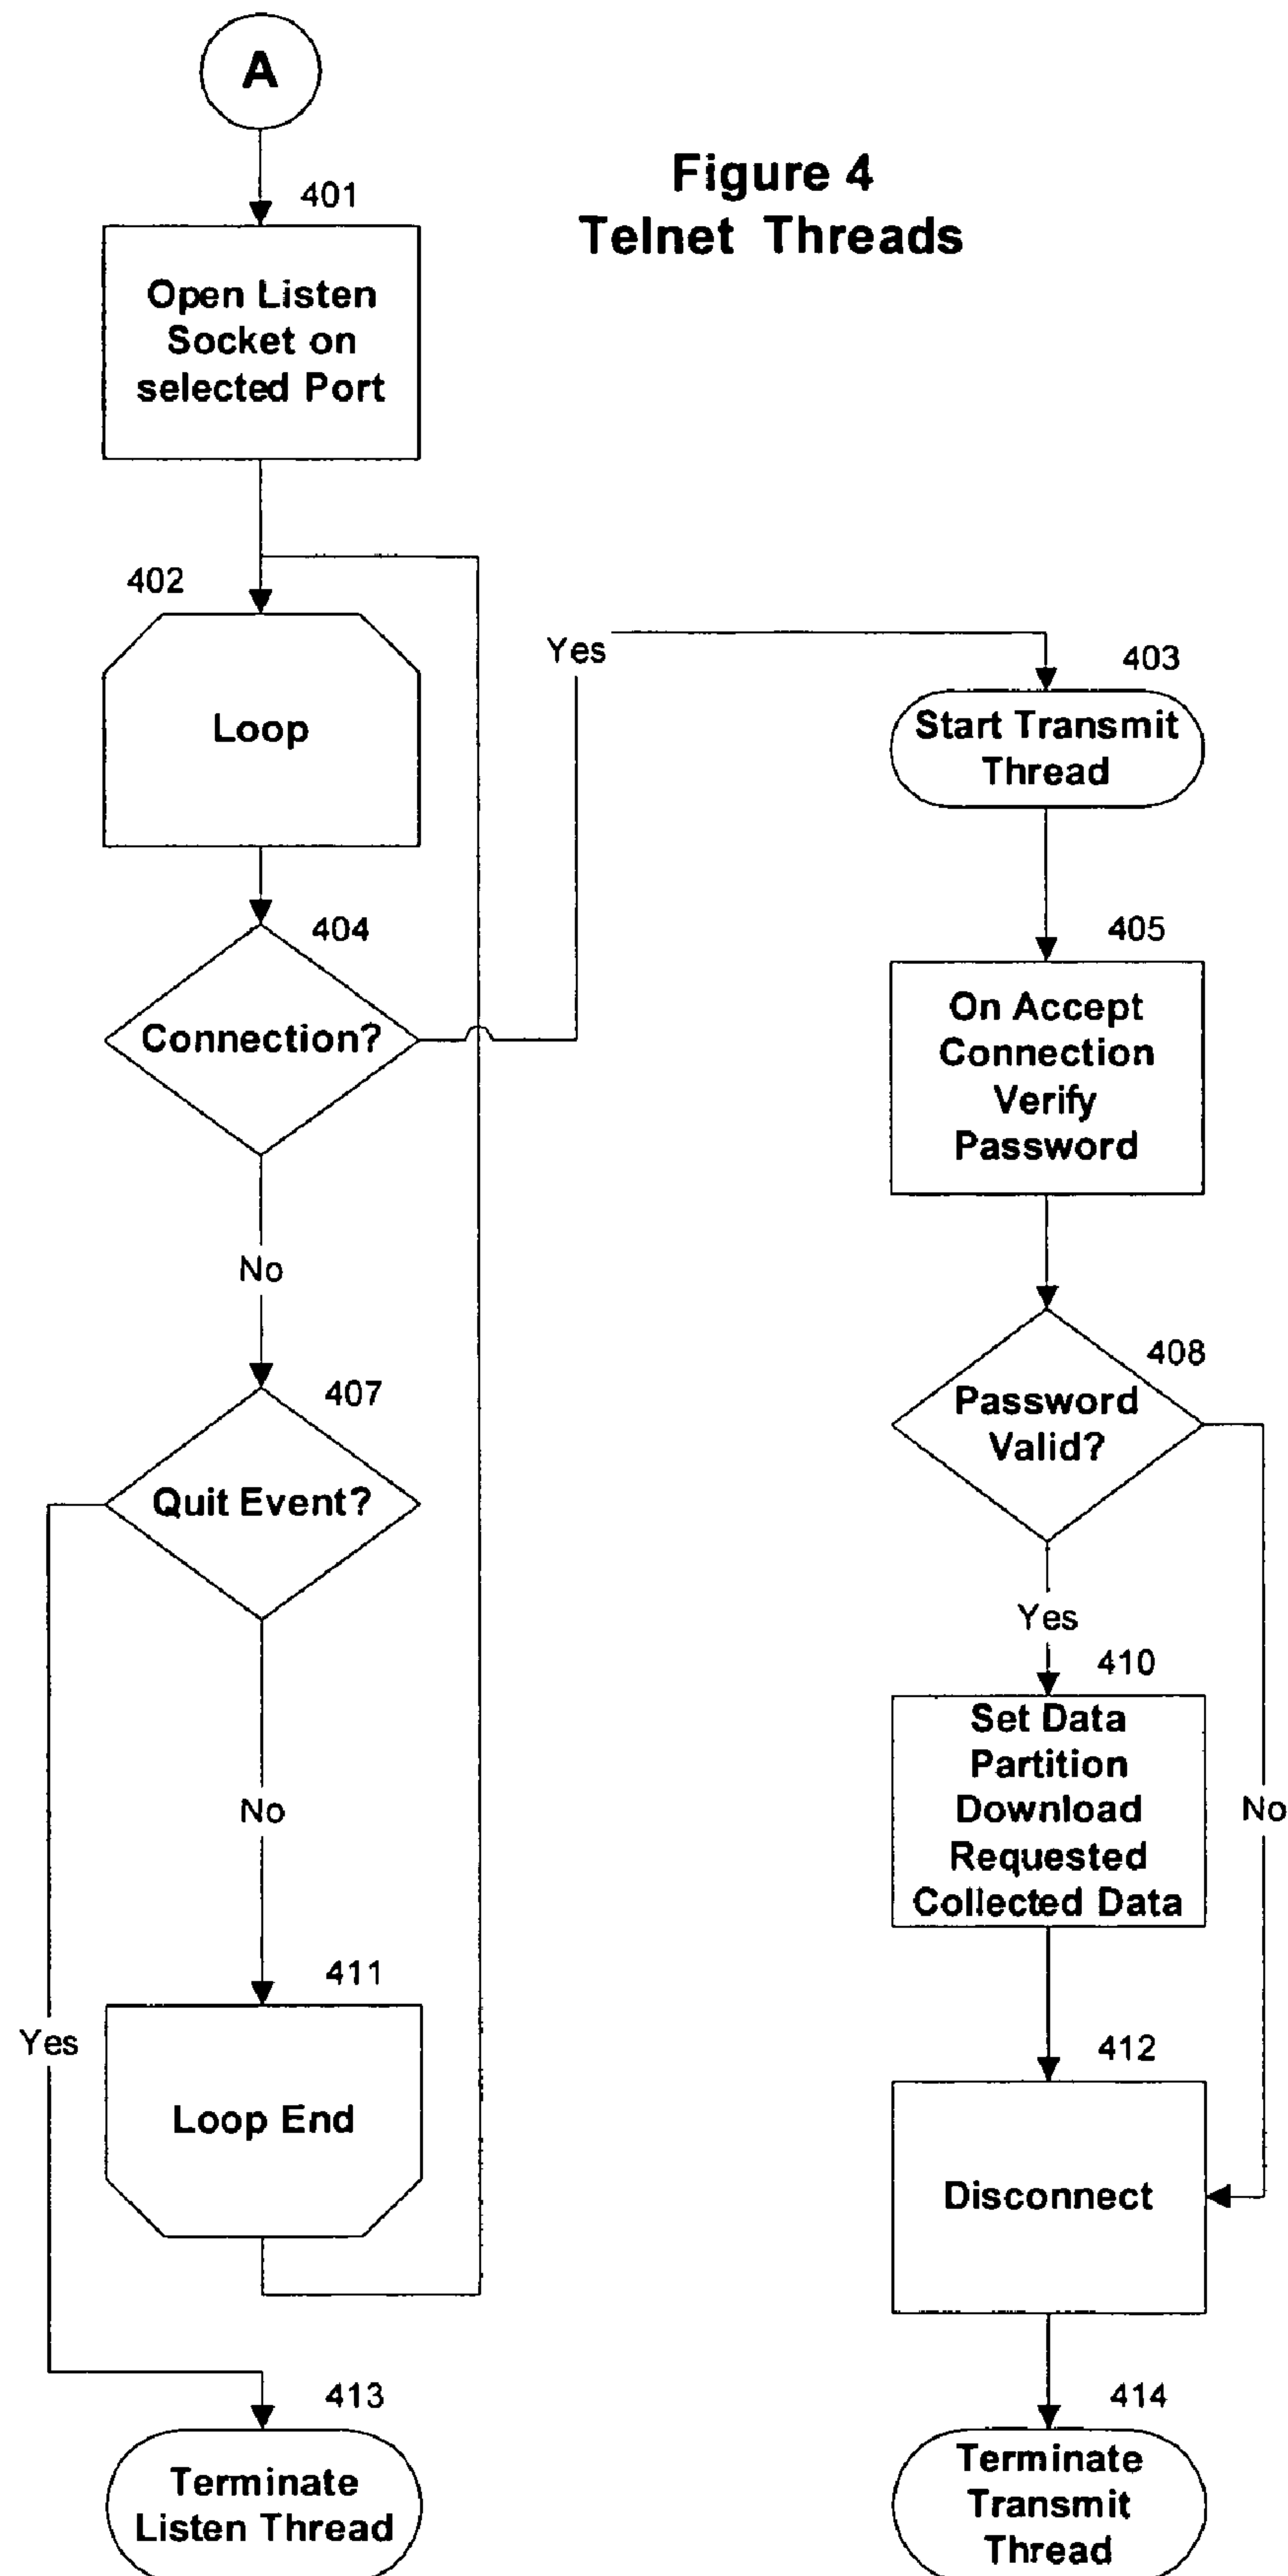 A
Figure 4
Telnet Threads
401
Open Listen
Socket on
selected Port
402
Loop
404
Connection?
Yes
No
407
Quit Event?
Yes
No
411
Loop End
413
Terminate
Listen Thread
403
Start Transmit
Thread
405
On Accept
Connection
Verify
Password
408
Password
Valid?
Yes
No
410
Set Data
Partition
Download
Requested
Collected Data
412
Disconnect
414
Terminate
Transmit
Thread